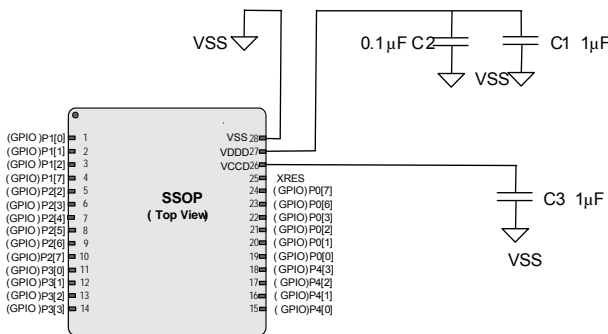 VSS
0.1µF C2
C1 1µF
VSS
(GPIO)P1[0] 1
(GPIO)P1[1] 2
(GPIO)P1[2] 3
(GPIO)P1[7] 4
(GPIO)P2[2] 5
(GPIO)P2[3] 6
(GPIO)P2[4] 7
(GPIO)P2[5] 8
(GPIO)P2[6] 9
(GPIO)P2[7] 10
(GPIO)P3[0] 11
(GPIO)P3[1] 12
(GPIO)P3[2] 13
(GPIO)P3[3] 14
SSOP
(Top View)
VSS 28
VDDD 27
VCCD 26
25 XRES
24 (GPIO)P0[7]
23 (GPIO)P0[6]
22 (GPIO)P0[3]
21 (GPIO)P0[2]
20 (GPIO)P0[1]
19 (GPIO)P0[0]
18 (GPIO)P4[3]
17 (GPIO)P4[2]
16 (GPIO)P4[1]
15 (GPIO)P4[0]
C3 1µF
VSS